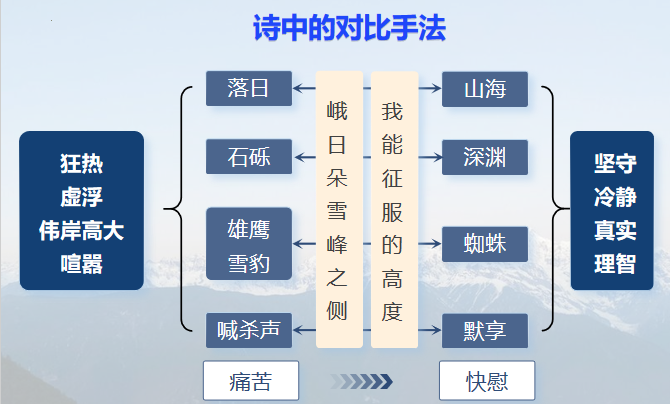 诗中的对比手法
狂热
虚浮
伟岸高大
喧嚣
落日
石砾
雄鹰
雪豹
喊杀声
峨日朵雪峰之侧
我能征服的高度
山海
深渊
蜘蛛
默享
坚守
冷静
真实
理智
痛苦
快慰